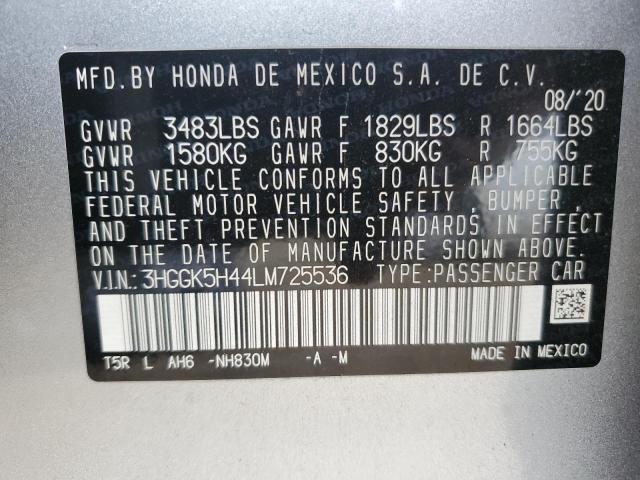 MFD. BY HONDA DE MEXICO S.A. DE C.V.
08/'20
GVWR 3483LBS GAWR F 1829LBS R 1664LBS
GVWR 1580KG GAWR F 830KG R 755KG
THIS VEHICLE CONFORMS TO ALL APPLICABLE
FEDERAL MOTOR VEHICLE SAFETY , BUMPER ,
AND THEFT PREVENTION STANDARDS IN EFFECT
ON THE DATE OF MANUFACTURE SHOWN ABOVE.
V.I.N.: 3HGGK5H44LM725536 TYPE:PASSENGER CAR
T5R L AH6 -NH830M -A -M MADE IN MEXICO